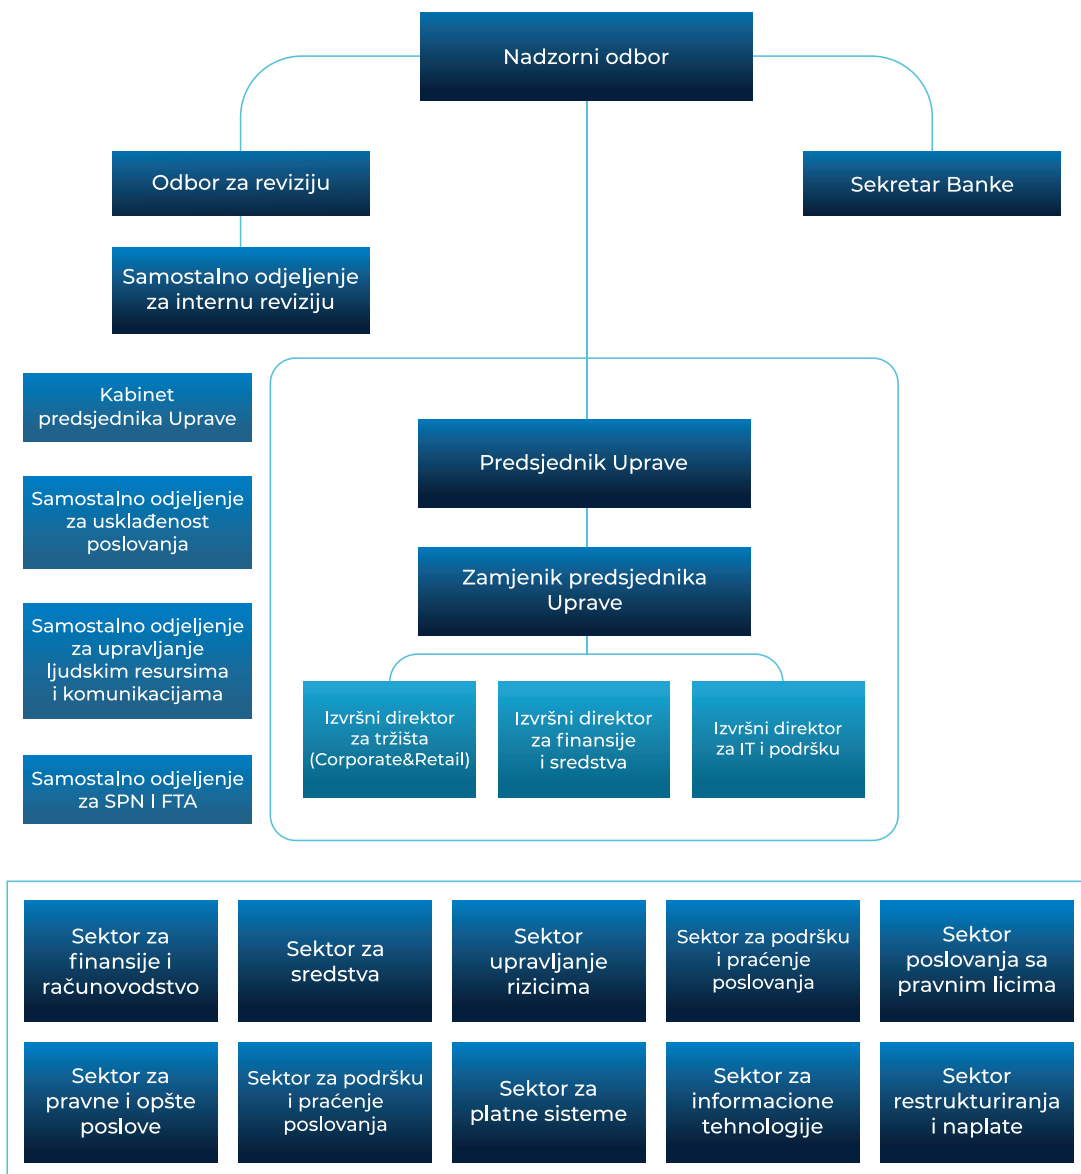 Nadzorni odbor
Odbor za reviziju
Sekretar Banke
Samostalno odjeljenje
za internu reviziju
Kabinet
predsjednika Uprave
Samostalno odjeljenje
za usklađenost
poslovanja
Samostalno odjeljenje
za upravljanje
ljudskim resursima
i komunikacijama
Samostalno odjeljenje
za SPN I FTA
Predsjednik Uprave
Zamjenik predsjednika
Uprave
Izvršni direktor
za tržišta
(Corporate&Retail)
Izvršni direktor
za finansije
i sredstva
Izvršni direktor
za IT i podršku
Sektor za
finansije i
računovodstvo
Sektor za
sredstva
Sektor
upravljanje
rizicima
Sektor za podršku
i praćenje
poslovanja
Sektor
poslovanja sa
pravnim licima
Sektor za
pravne i opšte
poslove
Sektor za podršku
i praćenje
poslovanja
Sektor za
platne sisteme
Sektor za
informacione
tehnologije
Sektor
restrukturiranja
i naplate